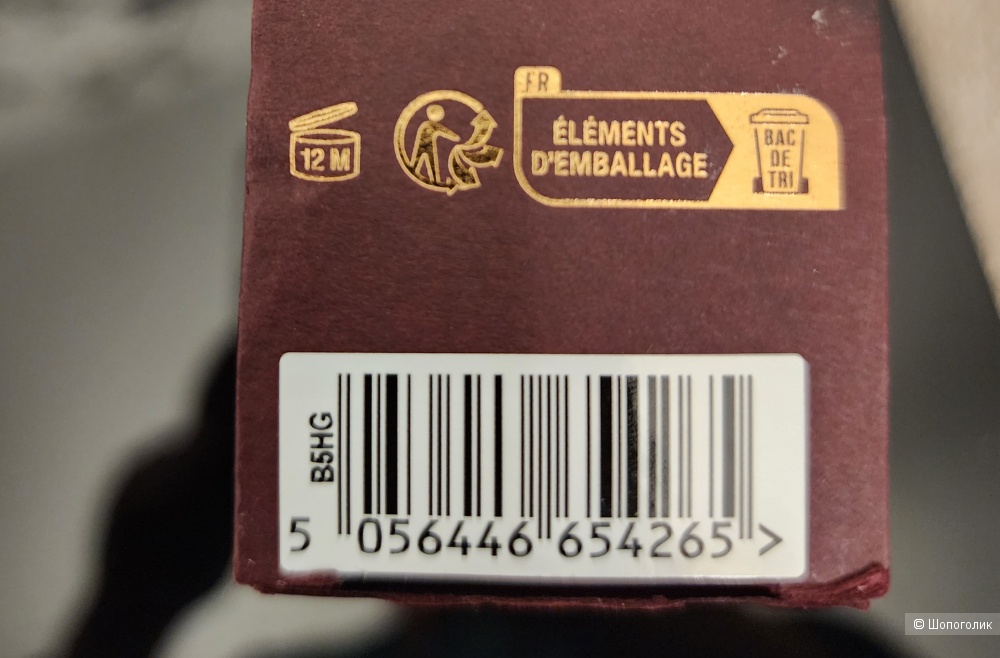 FR
12 M
ÉLÉMENTS
D'EMBALLAGE
BAC
DE
TRI
B5HG
5 056446 654265 >
© Шопоголик